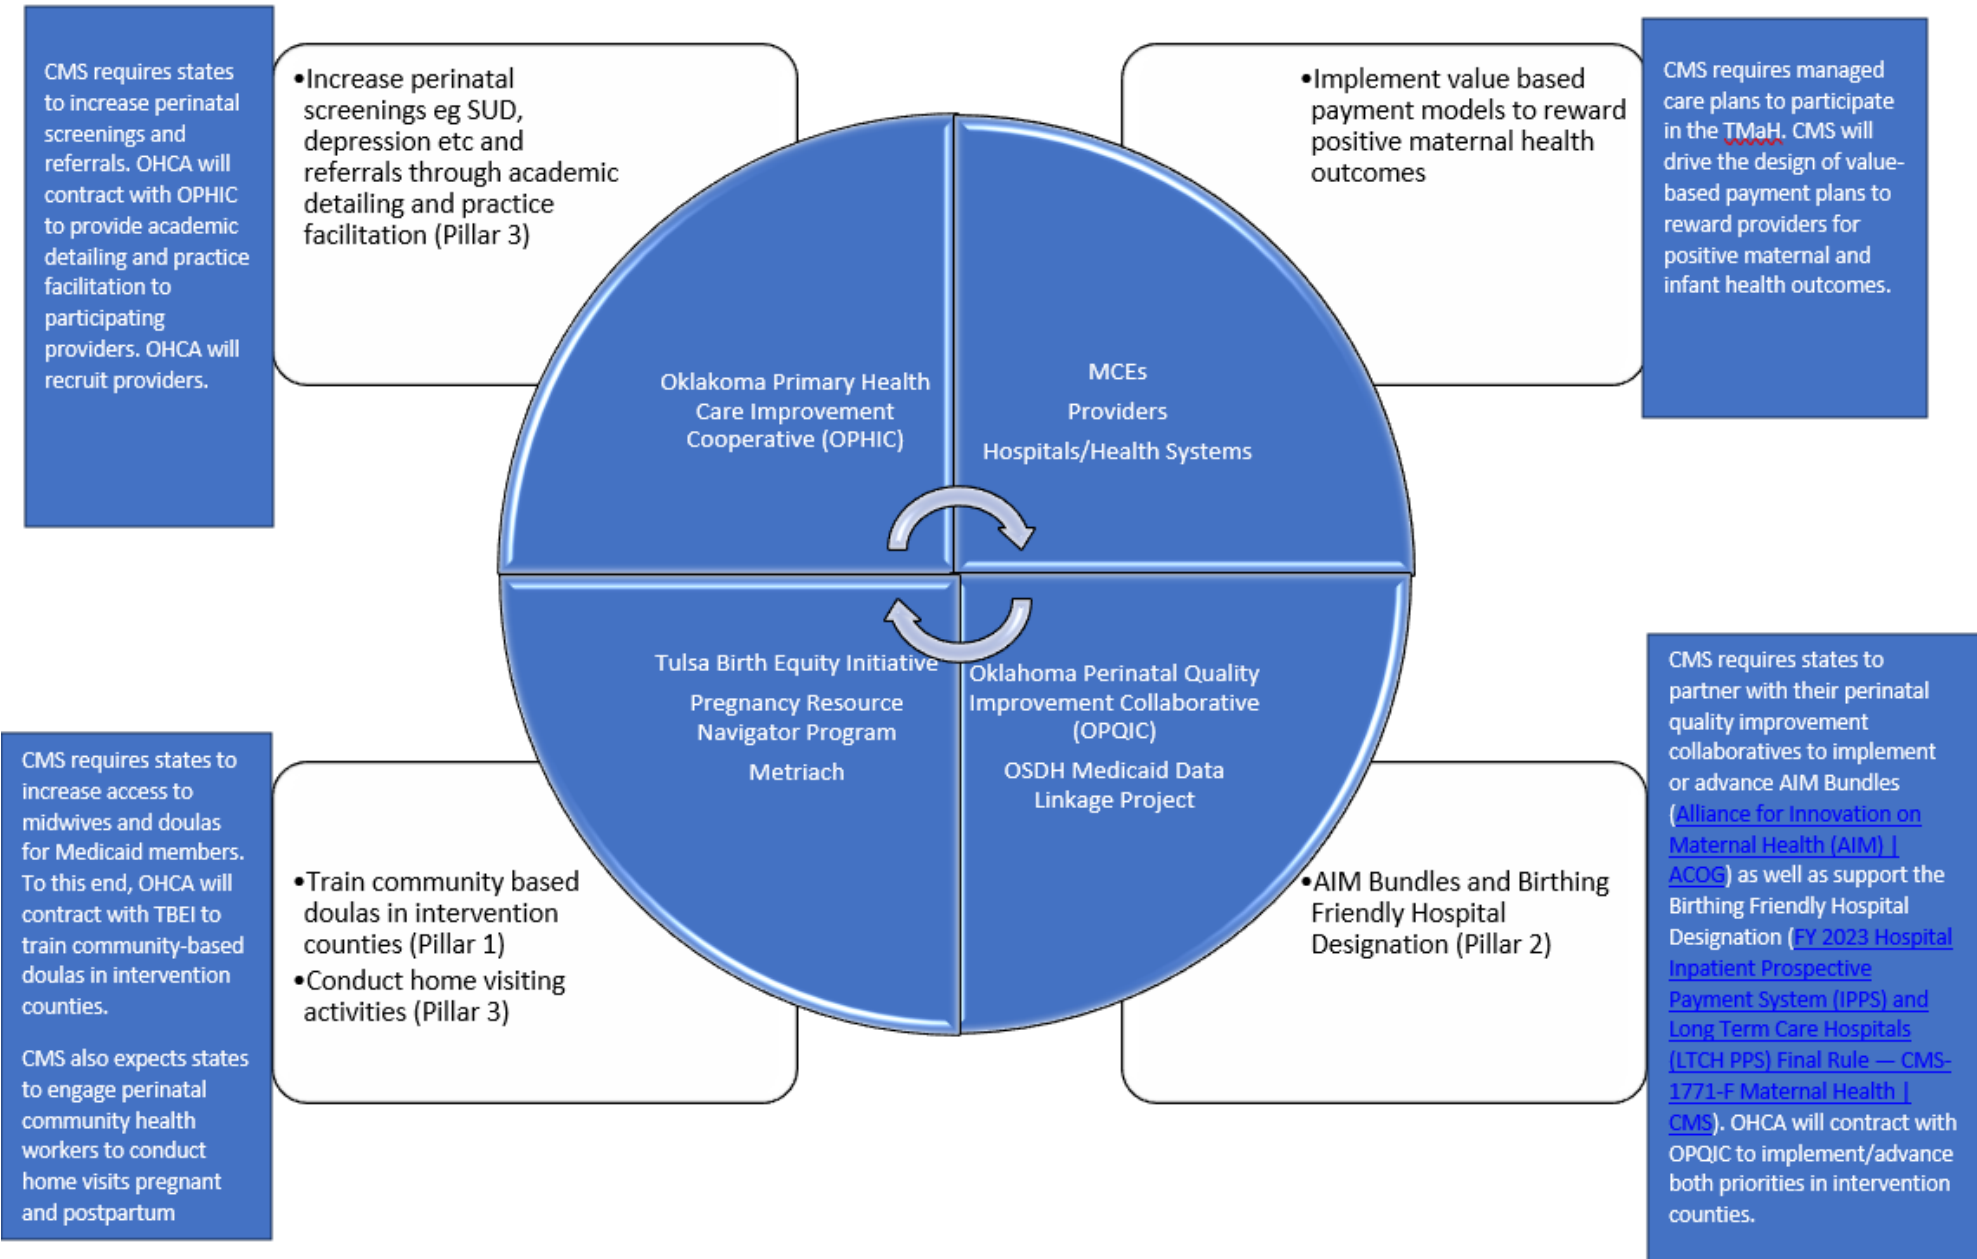 CMS requires states
to increase perinatal
screenings and
referrals. OHCA will
contract with OPHIC
to provide academic
detailing and practice
facilitation to
participating
providers. OHCA will
recruit providers.
•Increase perinatal
screenings eg SUD,
depression etc and
referrals through academic
detailing and practice
facilitation (Pillar 3)
•Implement value based
payment models to reward
positive maternal health
outcomes
CMS requires managed
care plans to participate
in the TMaH. CMS will
drive the design of value-
based payment plans to
reward providers for
positive maternal and
infant health outcomes.
Oklakoma Primary Health
Care Improvement
Cooperative (OPHIC)
MCEs
Providers
Hospitals/Health Systems
Tulsa Birth Equity Initiative
Pregnancy Resource
Navigator Program
Metriach
Oklahoma Perinatal Quality
Improvement Collaborative
(OPQIC)
OSDH Medicaid Data
Linkage Project
CMS requires states to
increase access to
midwives and doulas
for Medicaid members.
To this end, OHCA will
contract with TBEI to
train community-based
doulas in intervention
counties.
CMS also expects states
to engage perinatal
community health
workers to conduct
home visits pregnant
and postpartum
•Train community based
doulas in intervention
counties (Pillar 1)
•Conduct home visiting
activities (Pillar 3)
•AIM Bundles and Birthing
Friendly Hospital
Designation (Pillar 2)
CMS requires states to
partner with their perinatal
quality improvement
collaboratives to implement
or advance AIM Bundles
(Alliance for Innovation on
Maternal Health (AIM) |
ACOG) as well as support the
Birthing Friendly Hospital
Designation (FY 2023 Hospital
Inpatient Prospective
Payment System (IPPS) and
Long Term Care Hospitals
(LTCH PPS) Final Rule — CMS-
1771-F Maternal Health |
CMS). OHCA will contract with
OPQIC to implement/advance
both priorities in intervention
counties.